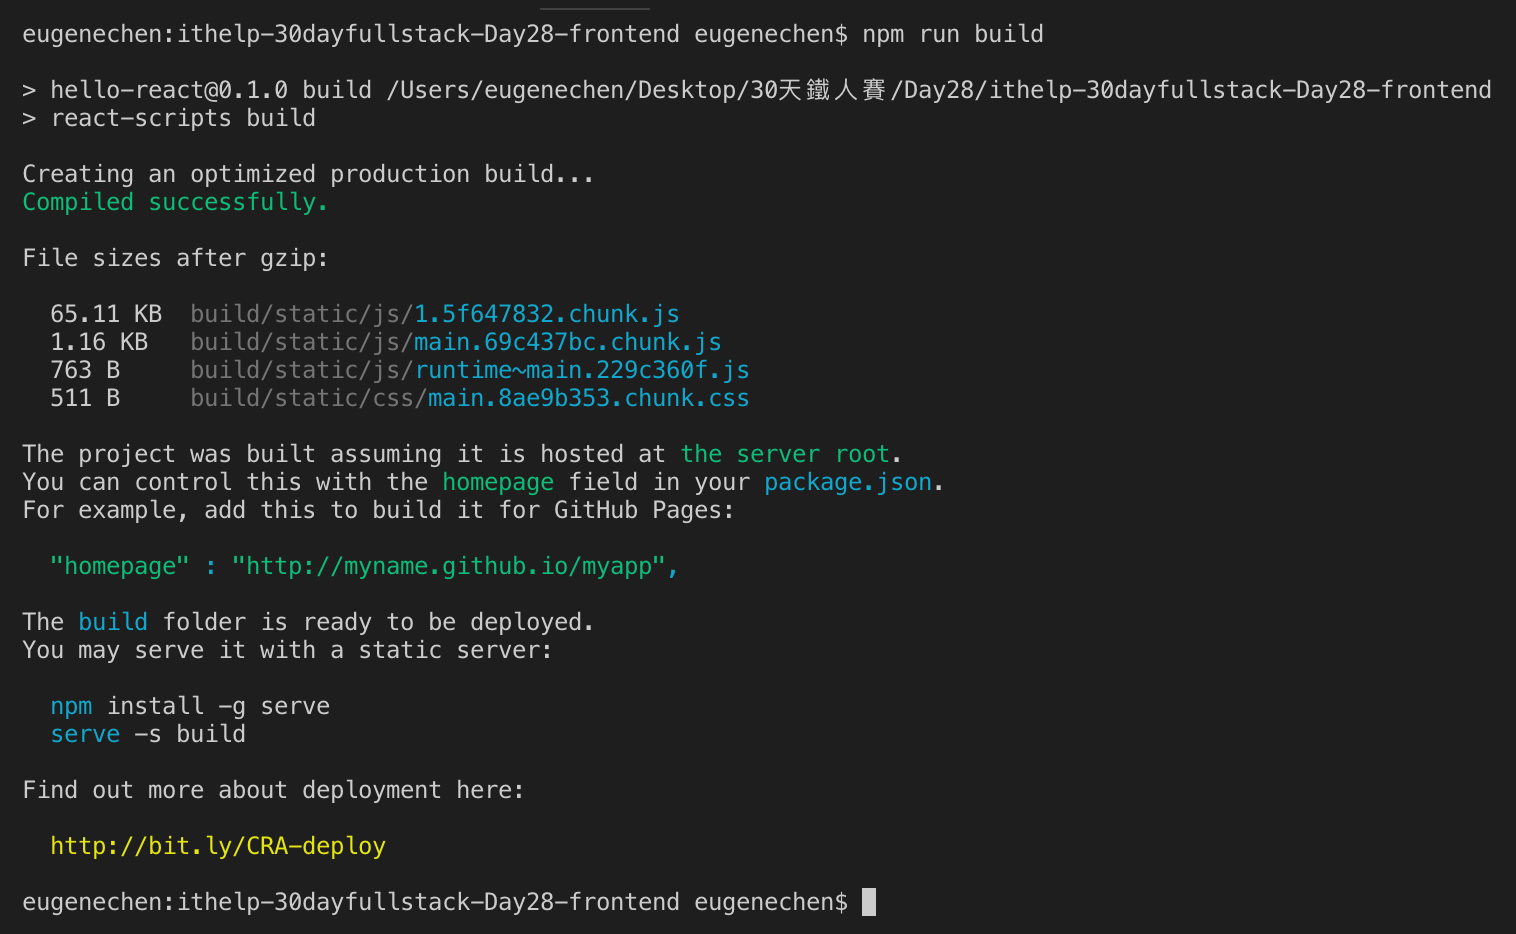 eugenechen:ithelp-30dayfullstack-Day28-frontend eugenechen$ npm run build
> hello-react@0.1.0 build /Users/eugenechen/Desktop/30天鐵人賽/Day28/ithelp-30dayfullstack-Day28-frontend
> react-scripts build
Creating an optimized production build...
Compiled successfully.
File sizes after gzip:
65.11 KB  build/static/js/1.5f647832.chunk.js
1.16 KB   build/static/js/main.69c437bc.chunk.js
763 B     build/static/js/runtime~main.229c360f.js
511 B     build/static/css/main.8ae9b353.chunk.css
The project was built assuming it is hosted at the server root.
You can control this with the homepage field in your package.json.
For example, add this to build it for GitHub Pages:
"homepage" : "http://myname.github.io/myapp",
The build folder is ready to be deployed.
You may serve it with a static server:
npm install -g serve
serve -s build
Find out more about deployment here:
http://bit.ly/CRA-deploy
eugenechen:ithelp-30dayfullstack-Day28-frontend eugenechen$